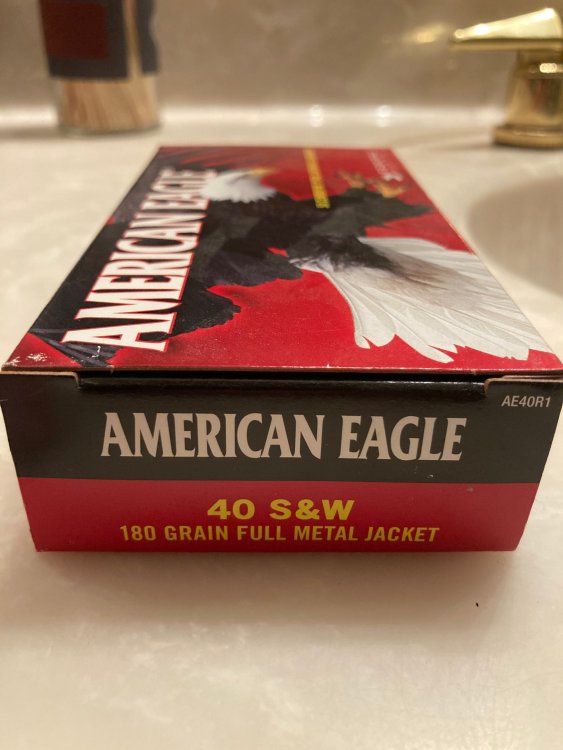 AMERICAN EAGLE
AE40R1
AMERICAN EAGLE
40 S&W
180 GRAIN FULL METAL JACKET